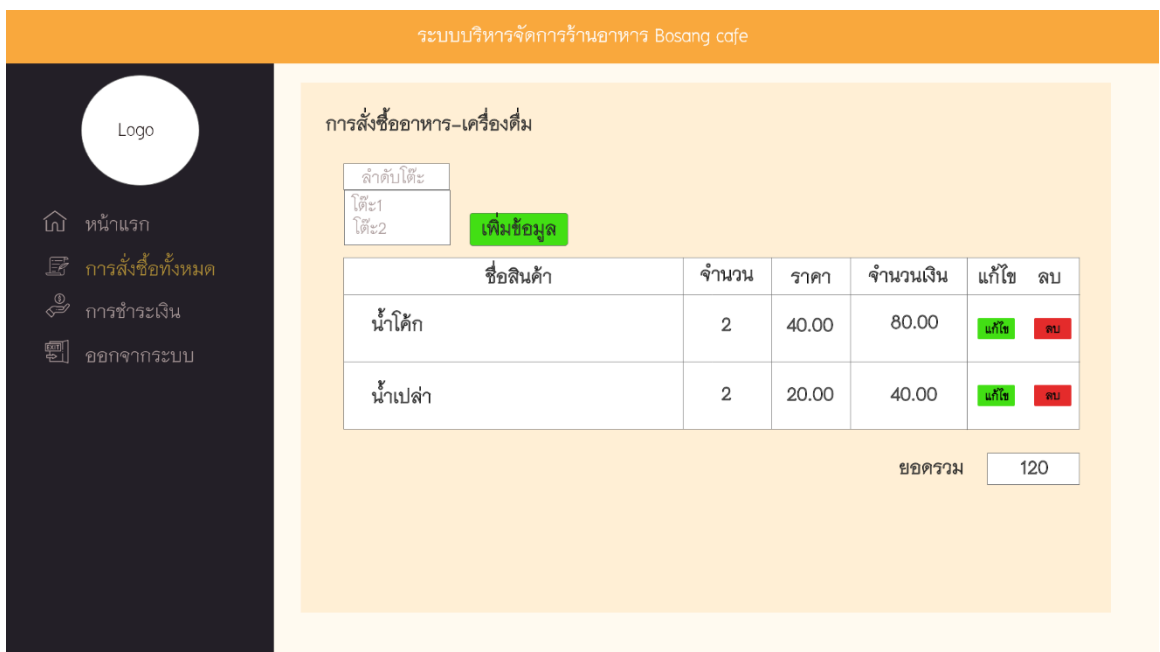 ระบบบริหารจัดการร้านอาหาร Bosang cafe
Logo
หน้าแรก
การสั่งซื้อทั้งหมด
การชำระเงิน
ออกจากระบบ
การสั่งซื้ออาหาร-เครื่องดื่ม
ลำดับโต๊ะ
โต๊ะ1
โต๊ะ2
เพิ่มข้อมูล
ชื่อสินค้า จำนวน ราคา จำนวนเงิน แก้ไข ลบ
น้ำโค้ก 2 40.00 80.00 แก้ไข ลบ
น้ำเปล่า 2 20.00 40.00 แก้ไข ลบ
ยอดรวม 120